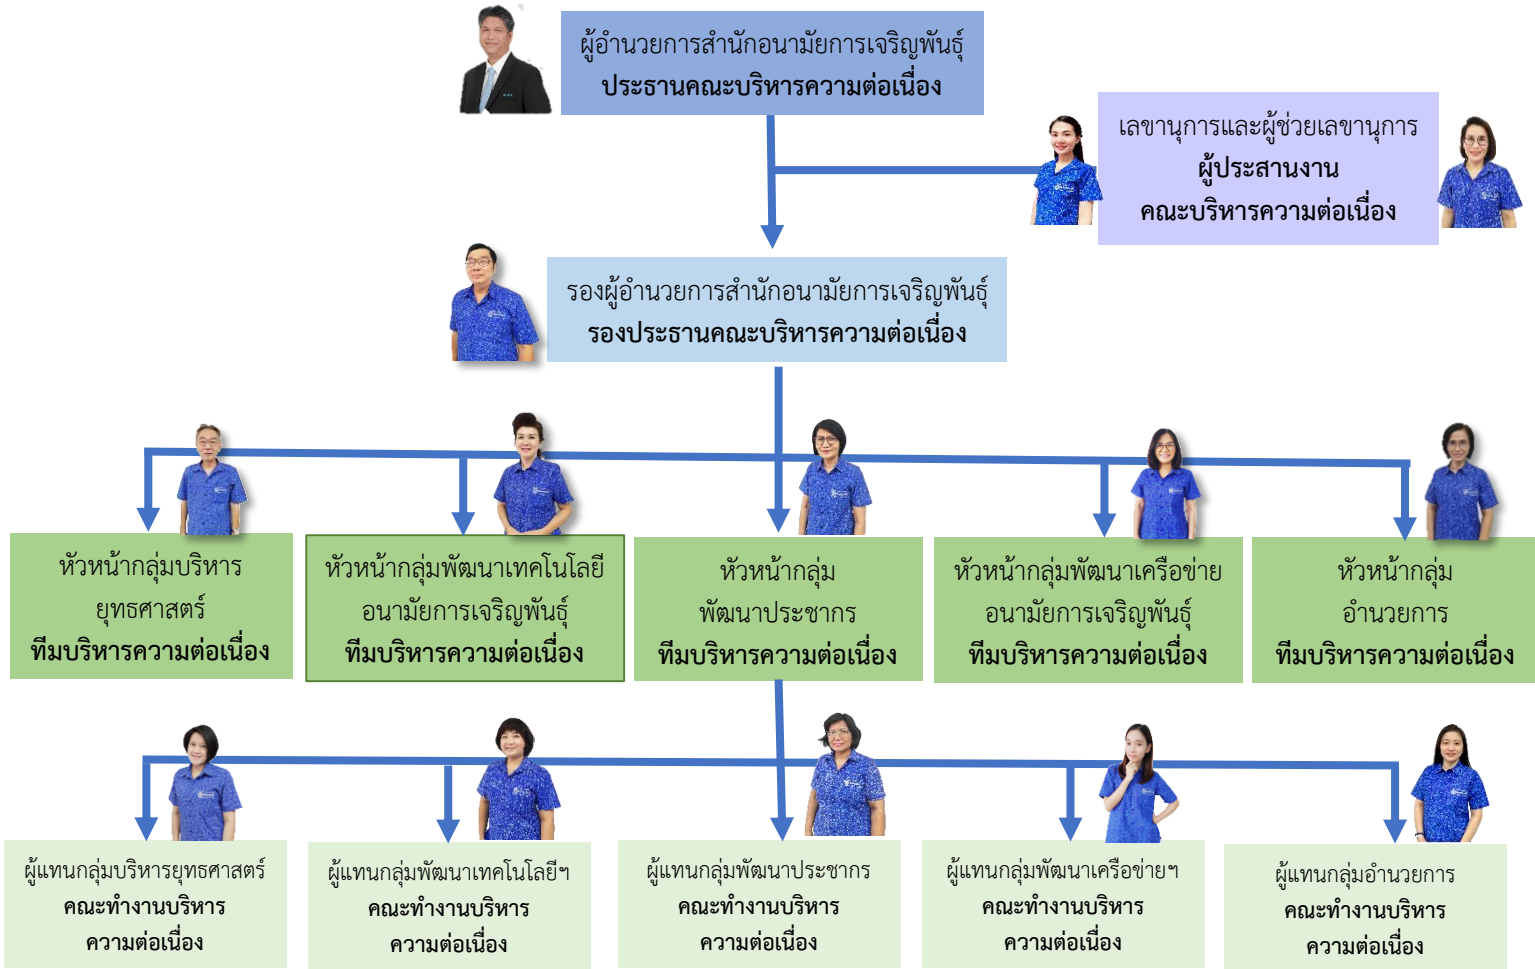 ผู้อำนวยการสำนักอนามัยการเจริญพันธุ์
ประธานคณะบริหารความต่อเนื่อง
เลขานุการและผู้ช่วยเลขานุการ
ผู้ประสานงาน
คณะบริหารความต่อเนื่อง
รองผู้อำนวยการสำนักอนามัยการเจริญพันธุ์
รองประธานคณะบริหารความต่อเนื่อง
หัวหน้ากลุ่มบริหาร
ยุทธศาสตร์
ทีมบริหารความต่อเนื่อง
หัวหน้ากลุ่มพัฒนาเทคโนโลยี
อนามัยการเจริญพันธุ์
ทีมบริหารความต่อเนื่อง
หัวหน้ากลุ่ม
พัฒนาประชากร
ทีมบริหารความต่อเนื่อง
หัวหน้ากลุ่มพัฒนาเครือข่าย
อนามัยการเจริญพันธุ์
ทีมบริหารความต่อเนื่อง
หัวหน้ากลุ่ม
อำนวยการ
ทีมบริหารความต่อเนื่อง
ผู้แทนกลุ่มบริหารยุทธศาสตร์
คณะทำงานบริหาร
ความต่อเนื่อง
ผู้แทนกลุ่มพัฒนาเทคโนโลยีฯ
คณะทำงานบริหาร
ความต่อเนื่อง
ผู้แทนกลุ่มพัฒนาประชากร
คณะทำงานบริหาร
ความต่อเนื่อง
ผู้แทนกลุ่มพัฒนาเครือข่ายฯ
คณะทำงานบริหาร
ความต่อเนื่อง
ผู้แทนกลุ่มอำนวยการ
คณะทำงานบริหาร
ความต่อเนื่อง